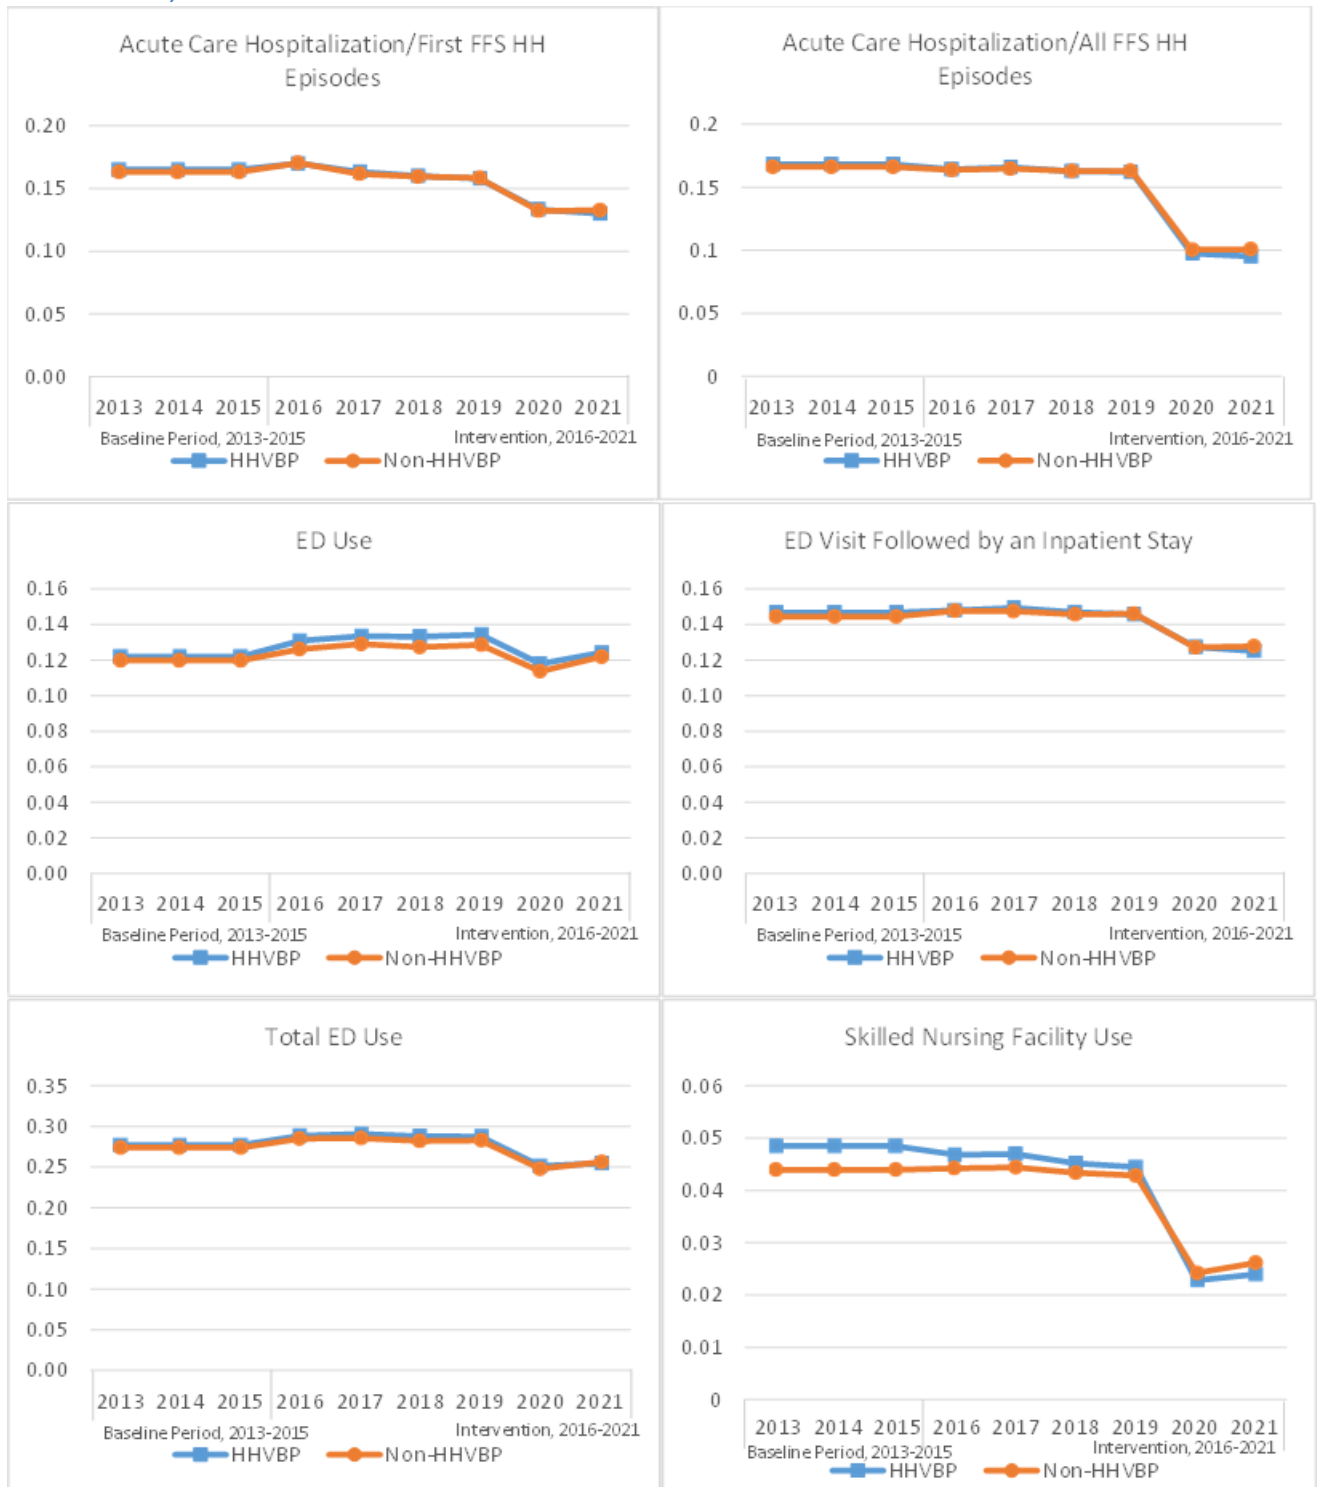 Acute Care Hospitalization/First FFS HH
Episodes
0.20
0.15
0.10
0.05
0.00
2013 2014 2015 2016 2017 2018 2019 2020 2021
Baseline Period, 2013-2015 Intervention, 2016-2021
HHVBP Non-HHVBP
Acute Care Hospitalization/All FFS HH
Episodes
0.2
0.15
0.1
0.05
0
2013 2014 2015 2016 2017 2018 2019 2020 2021
Baseline Period, 2013-2015 Intervention, 2016-2021
HHVBP Non-HHVBP
ED Use
0.16
0.14
0.12
0.10
0.08
0.06
0.04
0.02
0.00
2013 2014 2015 2016 2017 2018 2019 2020 2021
Baseline Period, 2013-2015 Intervention, 2016-2021
HHVBP Non-HHVBP
ED Visit Followed by an Inpatient Stay
0.16
0.14
0.12
0.10
0.08
0.06
0.04
0.02
0.00
2013 2014 2015 2016 2017 2018 2019 2020 2021
Baseline Period, 2013-2015 Intervention, 2016-2021
HHVBP Non-HHVBP
Total ED Use
0.35
0.30
0.25
0.20
0.15
0.10
0.05
0.00
2013 2014 2015 2016 2017 2018 2019 2020 2021
Baseline Period, 2013-2015 Intervention, 2016-2021
HHVBP Non-HHVBP
Skilled Nursing Facility Use
0.06
0.05
0.04
0.03
0.02
0.01
0
2013 2014 2015 2016 2017 2018 2019 2020 2021
Baseline Period, 2013-2015 Intervention, 2016-2021
HHVBP Non-HHVBP